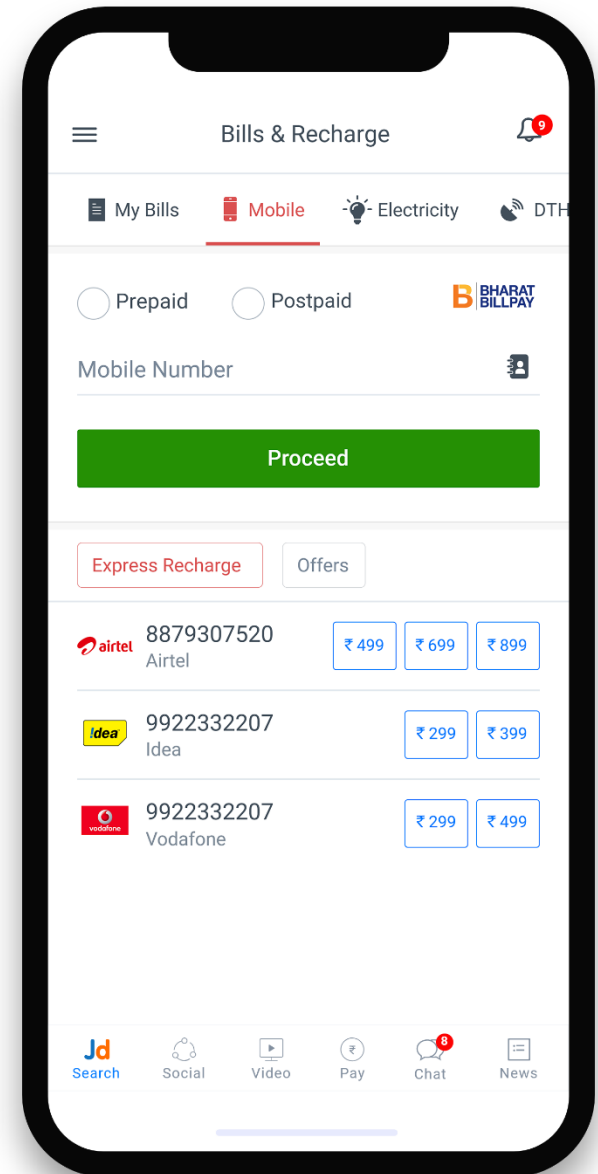 Bills & Recharge
9
My Bills
Mobile
Electricity
DTH
Prepaid
Postpaid
B BHARAT
BILLPAY
Mobile Number
Proceed
Express Recharge
Offers
airtel
8879307520
Airtel
₹ 499
₹ 699
₹ 899
!dea
9922332207
Idea
₹ 299
₹ 399
vodafone
9922332207
Vodafone
₹ 299
₹ 499
Jd
Search
Social
Video
₹
Pay
8
Chat
News